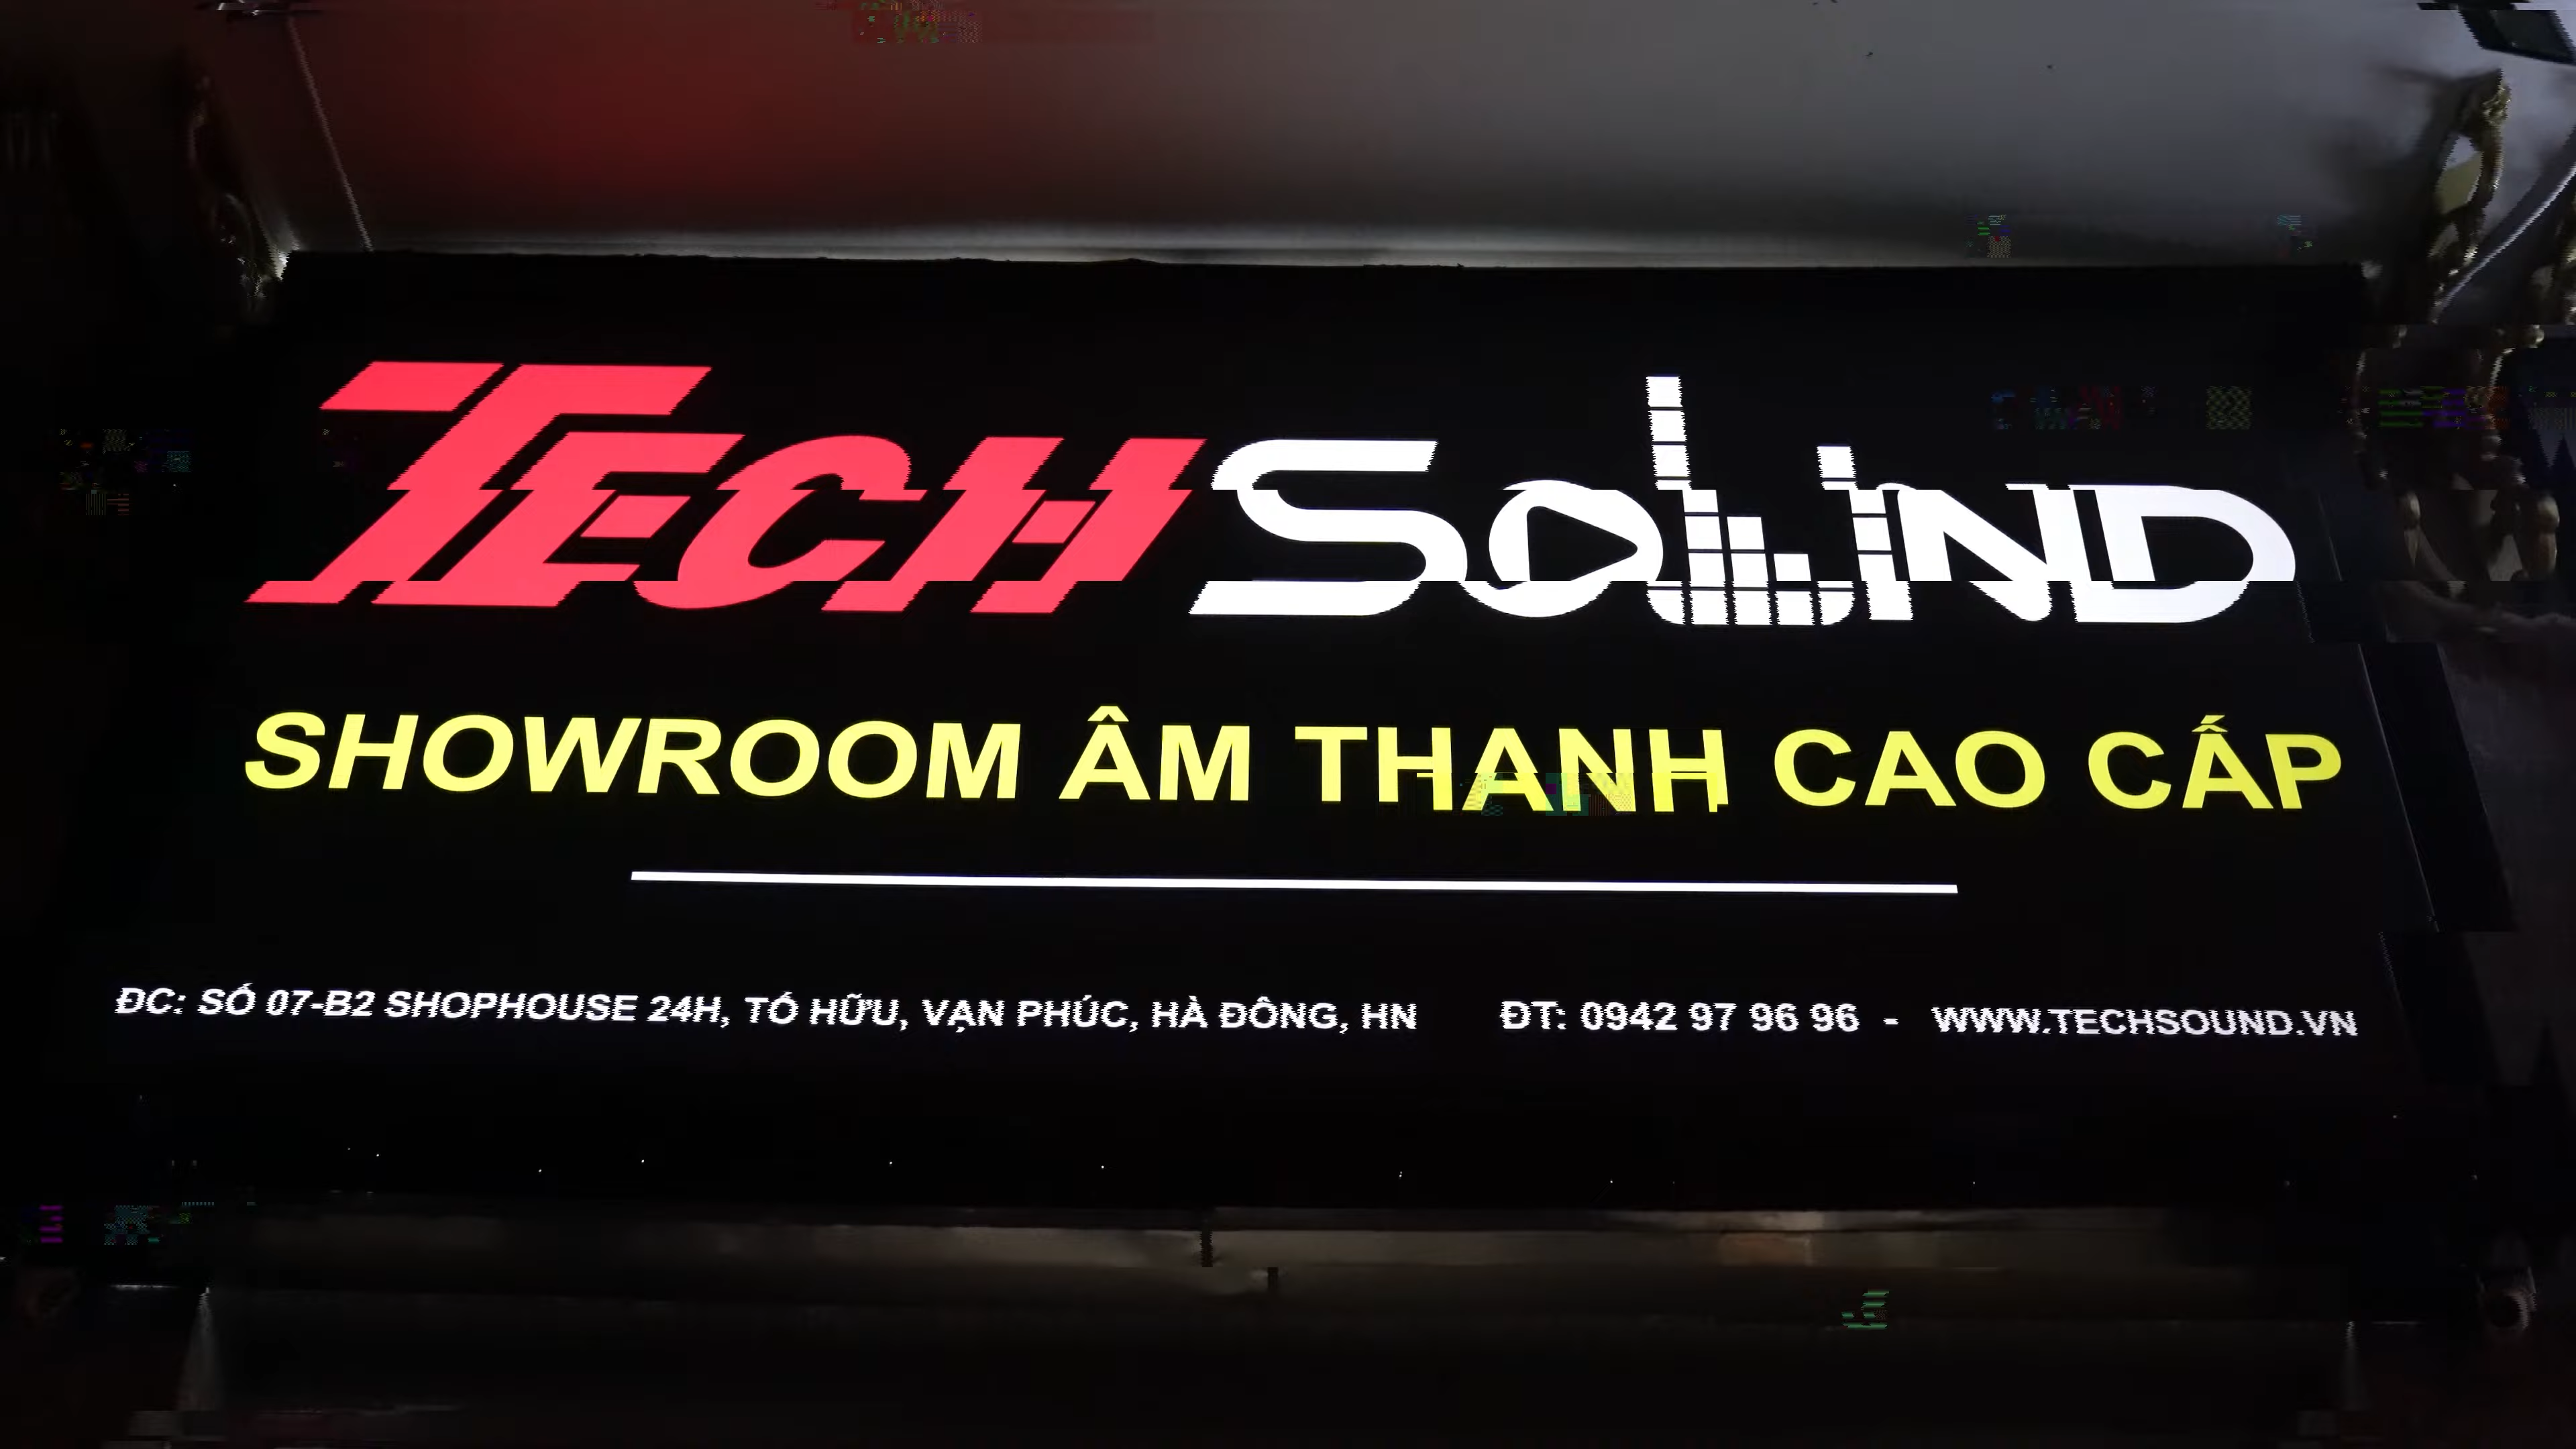 TECHSOUND
SHOWROOM ÂM THANH CAO CẤP
ĐC: SỐ 07-B2 SHOPHOUSE 24H, TỐ HỮU, VẠN PHÚC, HÀ ĐÔNG, HN ĐT: 0942 97 96 96 - WWW.TECHSOUND.VN